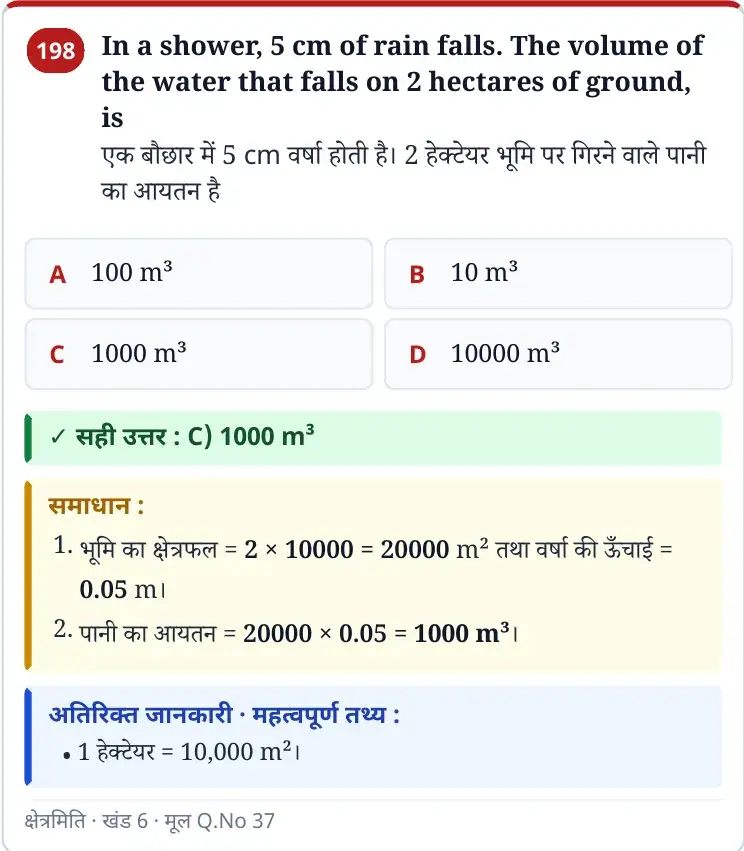 198
In a shower, 5 cm of rain falls. The volume of
the water that falls on 2 hectares of ground,
is
एक बौछार में 5 cm वर्षा होती है। 2 हेक्टेयर भूमि पर गिरने वाले पानी
का आयतन है
A 100 m³
B 10 m³
C 1000 m³
D 10000 m³
✓ सही उत्तर : C) 1000 m³
समाधान :
1. भूमि का क्षेत्रफल = 2 × 10000 = 20000 m² तथा वर्षा की ऊँचाई =
0.05 m।
2. पानी का आयतन = 20000 × 0.05 = 1000 m³।
अतिरिक्त जानकारी · महत्वपूर्ण तथ्य :
• 1 हेक्टेयर = 10,000 m²।
क्षेत्रमिति · खंड 6 · मूल Q.No 37